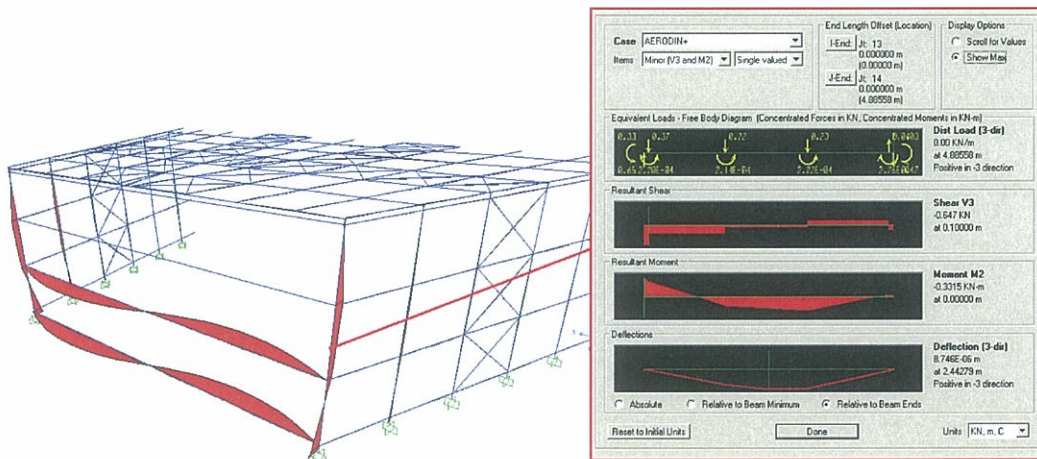 Case AERODIN+
Items Minor (V3 and M2) Single valued
End Length Offset (Location)
I-End: Jt: 13
0.000000 m
(0.00000 m)
J-End: Jt: 14
0.000000 m
(4.88558 m)
Display Options
Scroll for Values
Show Max
Equivalent Loads - Free Body Diagram (Concentrated Forces in KN, Concentrated Moments in KN-m)
0.33 0.37
Dist Load (3-dir)
0.00 KN/m
at 4.88558 m
Positive in -3 direction
Resultant Shear
Shear V3
-0.647 KN
at 0.10000 m
Resultant Moment
Moment M2
-0.3315 KN-m
at 0.00000 m
Deflections
Deflection (3-dir)
8.746E-06 m
at 2.44279 m
Positive in -3 direction
Absolute Relative to Beam Minimum Relative to Beam Ends
Reset to Initial Units Done Units KN, m, C